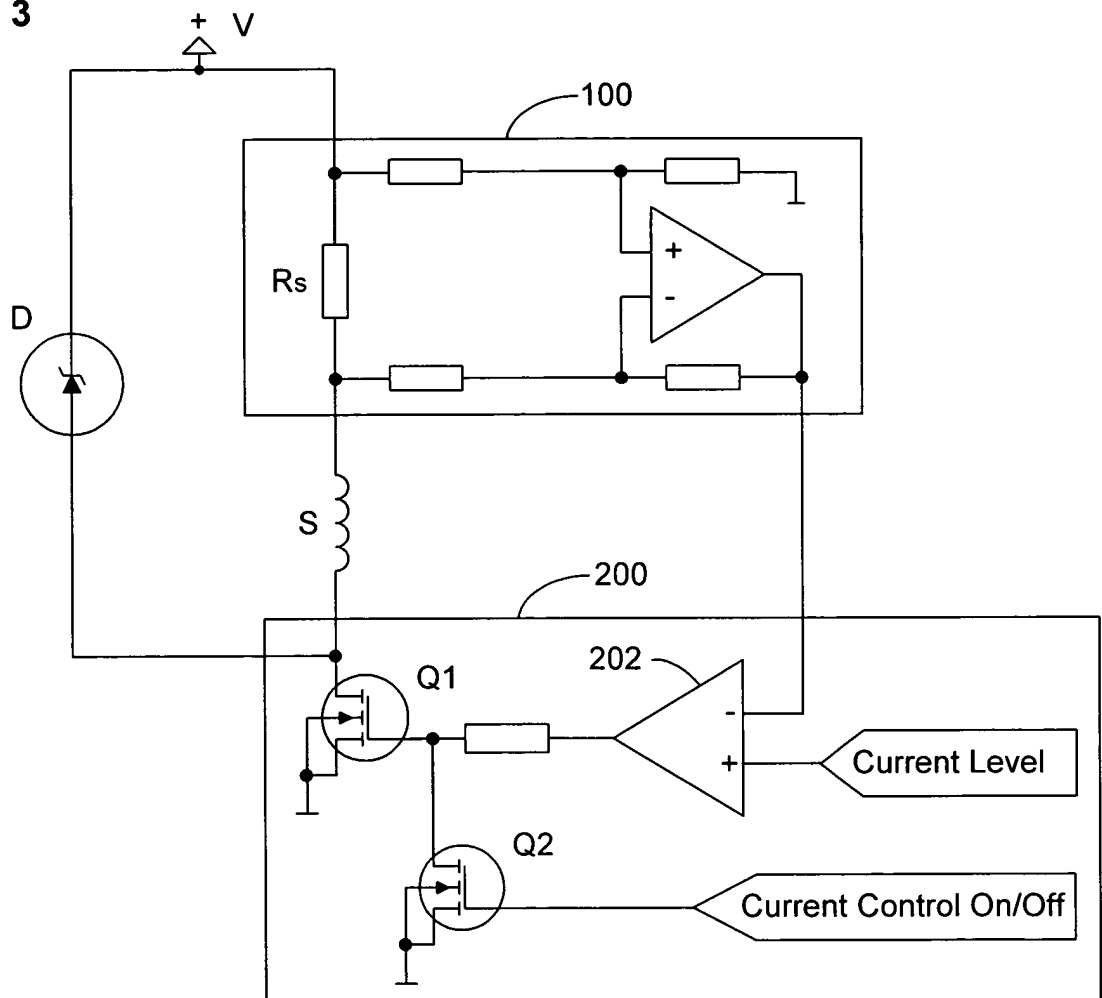 3
+ V
100
+
Rs
-
D
S
200
202
Q1
-
+
Current Level
Q2
Current Control On/Off